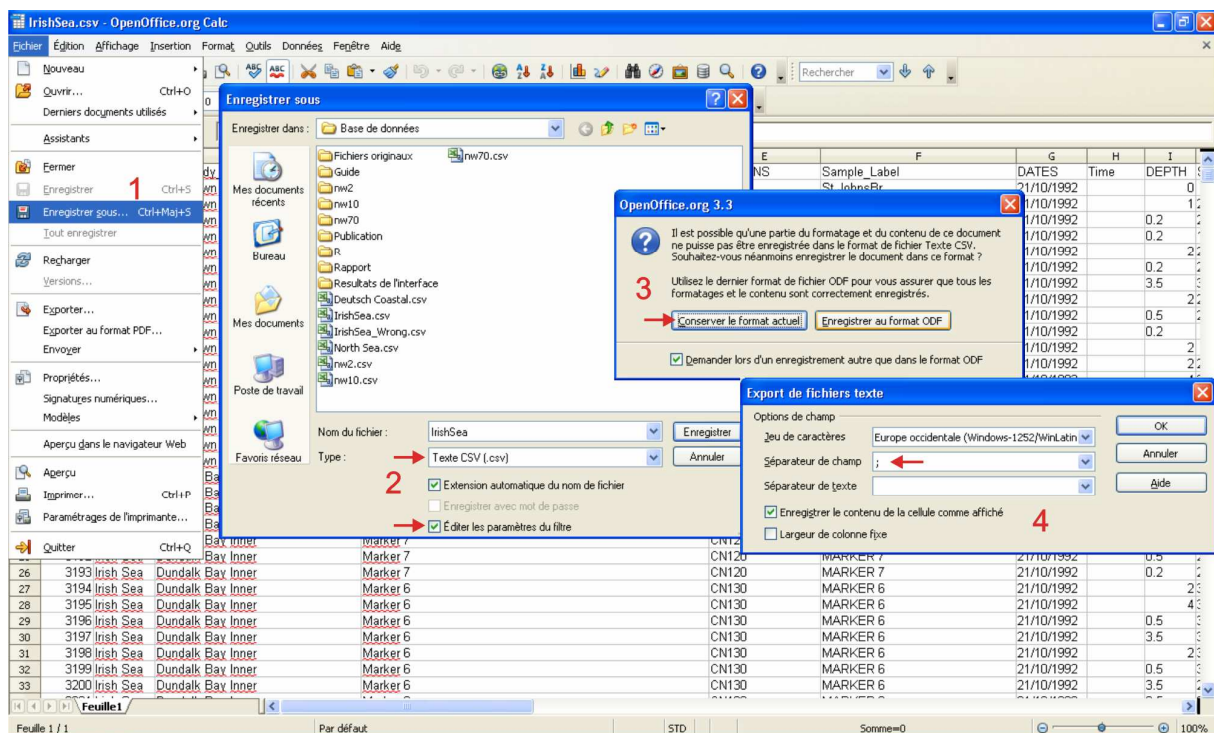 IrishSea.csv - OpenOffice.org Calc
Fichier Édition Affichage Insertion Format Outils Données Fenêtre Aide
Nouveau
Ouvrir... Ctrl+O
Derniers documents utilisés
Assistants
Fermer
Enregistrer Ctrl+S
1
Enregistrer sous... Ctrl+Maj+S
Tout enregistrer
Recharger
Versions...
Exporter...
Exporter au format PDF...
Envoyer
Propriétés...
Signatures numériques...
Modèles
Aperçu dans le navigateur Web
Aperçu
Imprimer... Ctrl+P
Paramétrages de l'imprimante...
Quitter Ctrl+Q
Rechercher
Enregistrer sous
Enregistrer dans : Base de données
Mes documents récents
Bureau
Mes documents
Poste de travail
Favoris réseau
Fichiers originaux nw70.csv
Guide
nw2
nw10
nw70
Publication
R
Rapport
Resultats de l'interface
Deutsch Coastal.csv
IrishSea.csv
IrishSea_Wrong.csv
North Sea.csv
nw2.csv
nw10.csv
Nom du fichier : IrishSea Enregistrer
Type : Texte CSV (.csv) Annuler
2
Extension automatique du nom de fichier
Enregistrer avec mot de passe
Éditer les paramètres du filtre
E F G H I
NS Sample_Label DATES Time DEPTH
St_JohnsBr 21/10/1992 0
OpenOffice.org 3.3
Il est possible qu'une partie du formatage et du contenu de ce document
ne puisse pas être enregistrée dans le format de fichier Texte CSV.
Souhaitez-vous néanmoins enregistrer le document dans ce format ?
Utilisez le dernier format de fichier ODF pour vous assurer que tous les
formatages et le contenu sont correctement enregistrés.
3
Conserver le format actuel Enregistrer au format ODF
Demander lors d'un enregistrement autre que dans le format ODF
Export de fichiers texte
Options de champ
Jeu de caractères Europe occidentale (Windows-1252/WinLatin
Séparateur de champ ;
Séparateur de texte
Enregistrer le contenu de la cellule comme affiché
Largeur de colonne fixe
4
OK
Annuler
Aide
Bay Inner Marker 7 CN120 MARKER 7 21/10/1992 0.5
26 3193 Irish Sea Dundalk Bay Inner Marker 7 CN120 MARKER 7 21/10/1992 0.2
27 3194 Irish Sea Dundalk Bay Inner Marker 6 CN130 MARKER 6 21/10/1992 2
28 3195 Irish Sea Dundalk Bay Inner Marker 6 CN130 MARKER 6 21/10/1992 4
29 3196 Irish Sea Dundalk Bay Inner Marker 6 CN130 MARKER 6 21/10/1992 0.5
30 3197 Irish Sea Dundalk Bay Inner Marker 6 CN130 MARKER 6 21/10/1992 3.5
31 3198 Irish Sea Dundalk Bay Inner Marker 6 CN130 MARKER 6 21/10/1992 2
32 3199 Irish Sea Dundalk Bay Inner Marker 6 CN130 MARKER 6 21/10/1992 0.5
33 3200 Irish Sea Dundalk Bay Inner Marker 6 CN130 MARKER 6 21/10/1992 3.5
Feuille1
Feuille 1 / 1 Par défaut STD Somme=0 100%